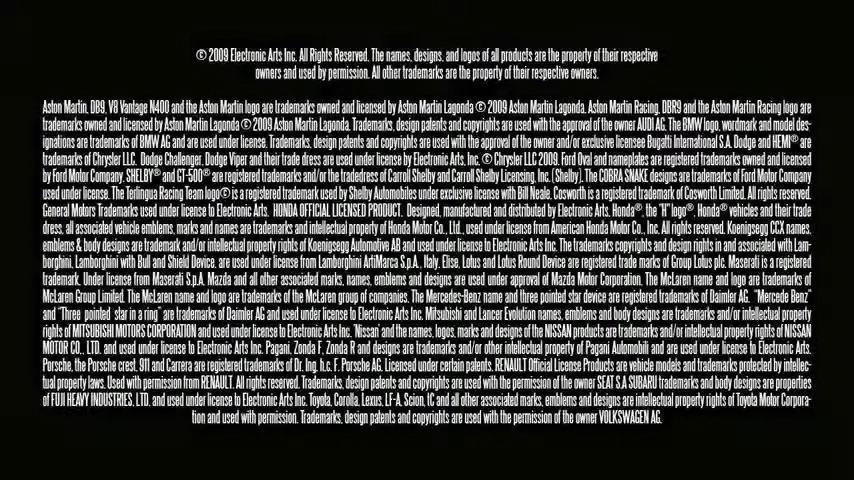 © 2009 Electronic Arts Inc. All Rights Reserved. The names, designs, and logos of all products are the property of their respective
owners and used by permission. All other trademarks are the property of their respective owners.
Aston Martin, DB9, V8 Vantage N400 and the Aston Martin logo are trademarks owned and licensed by Aston Martin Lagonda © 2009 Aston Martin Lagonda. Aston Martin Racing, DBR9 and the Aston Martin Racing logo are
trademarks owned and licensed by Aston Martin Lagonda © 2009 Aston Martin Lagonda. Trademarks, design patents and copyrights are used with the approval of the owner AUDI AG. The BMW logo, wordmark and model des-
ignations are trademarks of BMW AG and are used under license. Trademarks, design patents and copyrights are used with the approval of the owner and/or exclusive licensee Bugatti International S.A. Dodge and HEMI® are
trademarks of Chrysler LLC. Dodge Challenger, Dodge Viper and their trade dress are used under license by Electronic Arts, Inc. © Chrysler LLC 2009. Ford Oval and nameplates are registered trademarks owned and licensed
by Ford Motor Company. SHELBY® and GT-500® are registered trademarks and/or the tradedress of Carroll Shelby and Carroll Shelby Licensing, Inc. (Shelby). The COBRA SNAKE designs are trademarks of Ford Motor Company
used under license. The Terlingua Racing Team logo© is a registered trademark used by Shelby Automobiles under exclusive license with Bill Neale. Cosworth is a registered trademark of Cosworth Limited. All rights reserved.
General Motors Trademarks used under license to Electronic Arts. HONDA OFFICIAL LICENSED PRODUCT. Designed, manufactured and distributed by Electronic Arts. Honda®, the "H" logo®, Honda® vehicles and their trade
dress, all associated vehicle emblems, marks and names are trademarks and intellectual property of Honda Motor Co., Ltd., used under license from American Honda Motor Co., Inc. All rights reserved. Koenigsegg CCX names,
emblems & body designs are trademark and/or intellectual property rights of Koenigsegg Automotive AB and used under license to Electronic Arts Inc. The trademarks copyrights and design rights in and associated with Lam-
borghini, Lamborghini with Bull and Shield Device, are used under license from Lamborghini ArtiMarca S.p.A., Italy. Elise, Lotus and Lotus Round Device are registered trade marks of Group Lotus plc. Maserati is a registered
trademark. Under license from Maserati S.p.A. Mazda and all other associated marks, names, emblems and designs are used under approval of Mazda Motor Corporation. The McLaren name and logo are trademarks of
McLaren Group Limited. The McLaren name and logo are trademarks of the McLaren group of companies. The Mercedes-Benz name and three pointed star device are registered trademarks of Daimler AG. "Mercede Benz"
and "Three pointed star in a ring" are trademarks of Daimler AG and used under license to Electronic Arts Inc. Mitsubishi and Lancer Evolution names, emblems and body designs are trademarks and/or intellectual property
rights of MITSUBISHI MOTORS CORPORATION and used under license to Electronic Arts Inc. 'Nissan' and the names, logos, marks and designs of the NISSAN products are trademarks and/or intellectual property rights of NISSAN
MOTOR CO., LTD. and used under license to Electronic Arts Inc. Pagani, Zonda F, Zonda R and designs are trademarks and/or other intellectual property of Pagani Automobili and are used under license to Electronic Arts.
Porsche, the Porsche crest, 911 and Carrera are registered trademarks of Dr. Ing. h.c. F. Porsche AG. Licensed under certain patents. RENAULT Official License Products are vehicle models and trademarks protected by intellec-
tual property laws. Used with permission from RENAULT. All rights reserved. Trademarks, design patents and copyrights are used with the permission of the owner SEAT S.A SUBARU trademarks and body designs are properties
of FUJI HEAVY INDUSTRIES, LTD. and used under license to Electronic Arts Inc. Toyota, Corolla, Lexus, LF-A, Scion, tC and all other associated marks, emblems and designs are intellectual property rights of Toyota Motor Corpora-
tion and used with permission. Trademarks, design patents and copyrights are used with the permission of the owner VOLKSWAGEN AG.